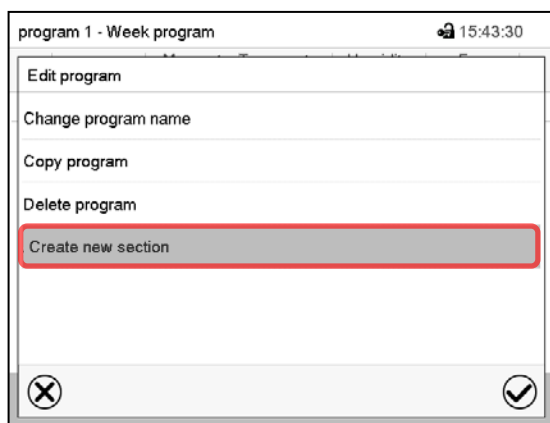 program 1 - Week program 15:43:30
Edit program
Change program name
Copy program
Delete program
Create new section